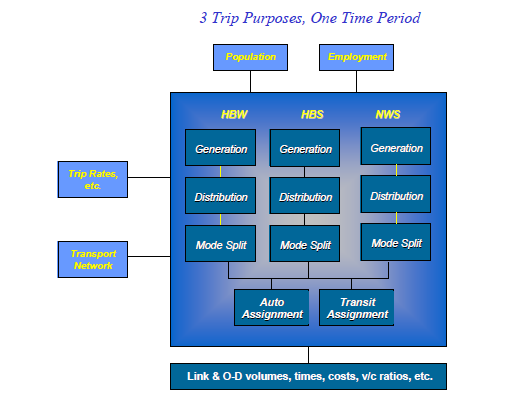 3 Trip Purposes, One Time Period
Population
Employment
HBW
HBS
NWS
Generation
Generation
Generation
Trip Rates,
etc.
Distribution
Distribution
Distribution
Transport
Network
Mode Split
Mode Split
Mode Split
Auto
Assignment
Transit
Assignment
Link & O-D volumes, times, costs, v/c ratios, etc.